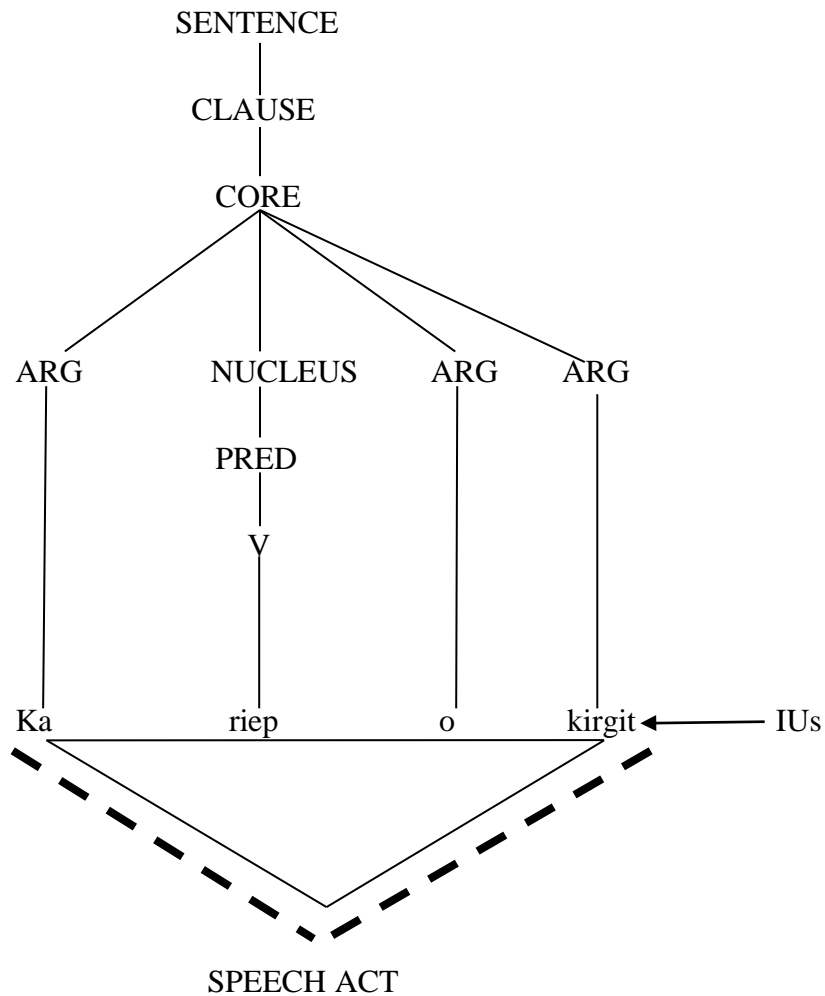 SENTENCE
CLAUSE
CORE
ARG NUCLEUS ARG ARG
PRED
V
Ka riep o kirgit IUs
SPEECH ACT